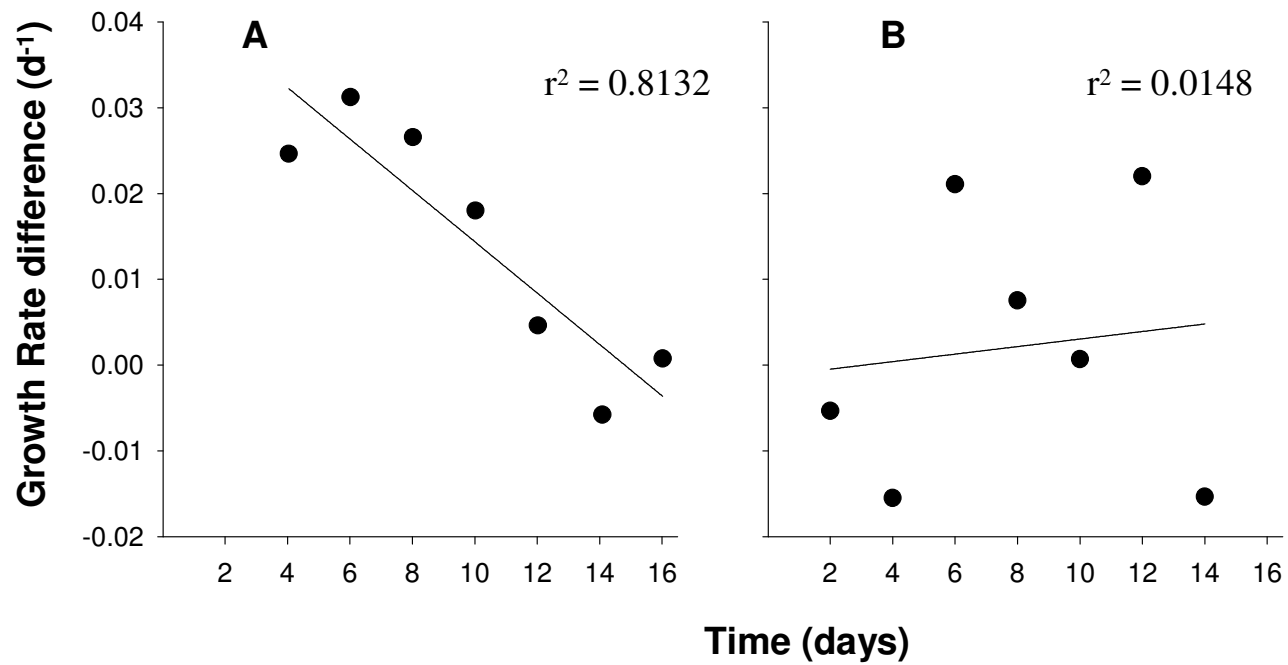 Growth Rate difference (d⁻¹)
A
B
r² = 0.8132
r² = 0.0148
0.04
0.03
0.02
0.01
0.00
-0.01
-0.02
2 4 6 8 10 12 14 16
2 4 6 8 10 12 14 16
Time (days)